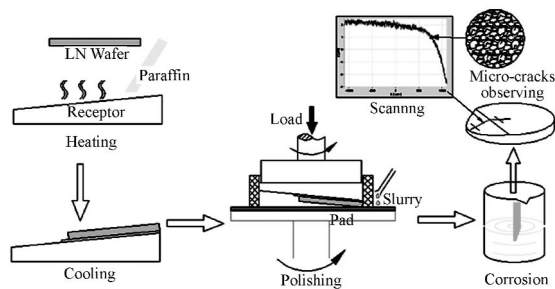 LN Wafer
Paraffin
Receptor
Heating
Cooling
Load
Slurry
Pad
Polishing
Scannng
Micro-cracks
observing
Corrosion